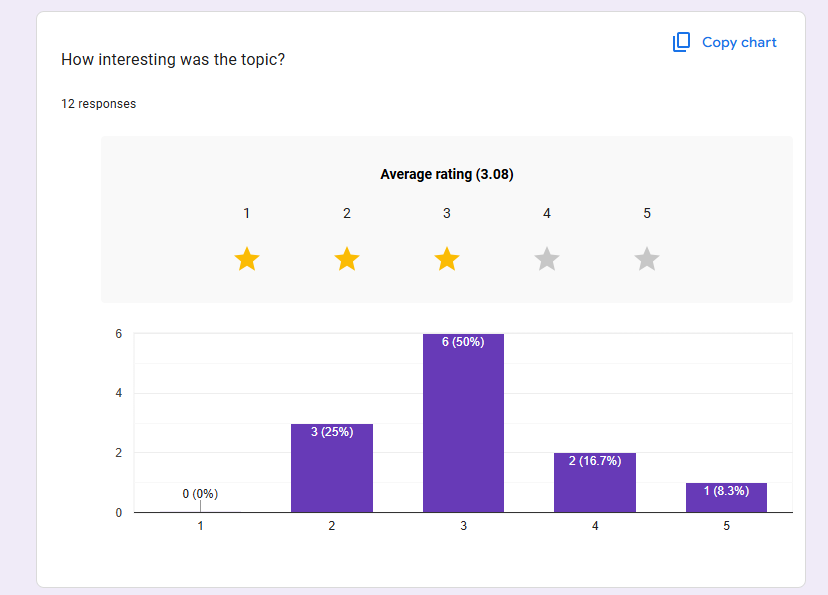 Copy chart
How interesting was the topic?
12 responses
Average rating (3.08)
1 2 3 4 5
6
6 (50%)
4
3 (25%)
2
2 (16.7%)
1 (8.3%)
0 (0%)
0
1 2 3 4 5